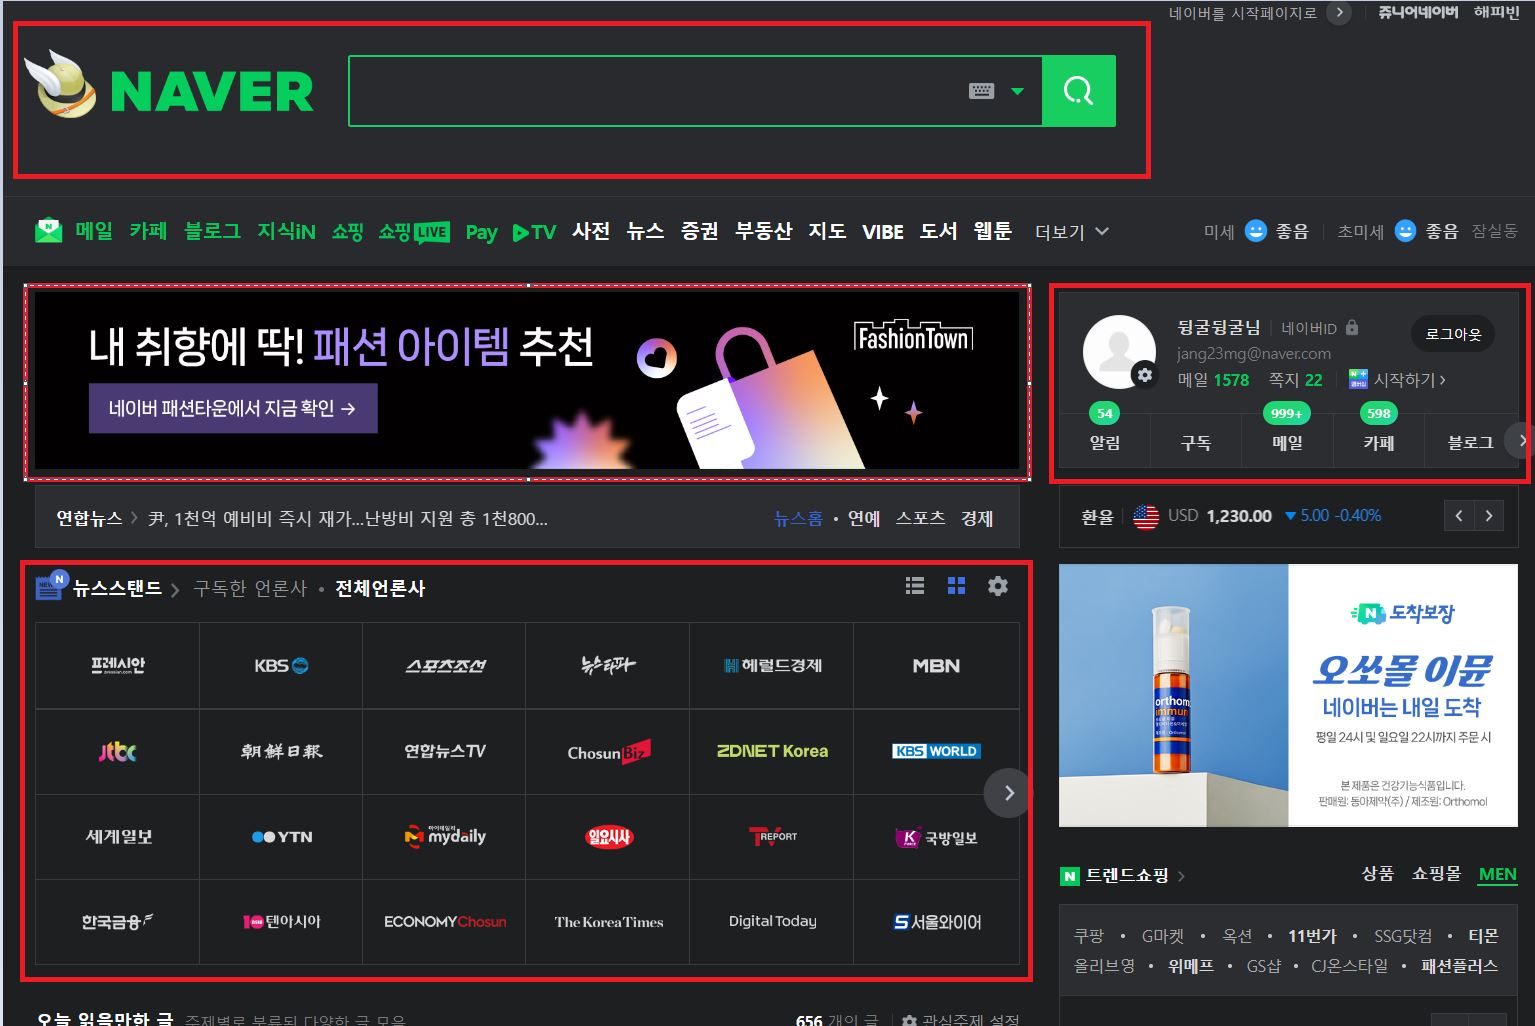 네이버를 시작페이지로 쥬니어네이버 해피빈
NAVER
메일 카페 블로그 지식iN 쇼핑 쇼핑LIVE Pay TV 사전 뉴스 증권 부동산 지도 VIBE 도서 웹툰 더보기
미세 좋음 초미세 좋음 잠실동
내 취향에 딱! 패션 아이템 추천
네이버 패션타운에서 지금 확인 →
FashionTown
뒹굴뒹굴님 네이버ID 로그아웃
jang23mg@naver.com
메일 1578 쪽지 22 시작하기
54 999+ 598
알림 구독 메일 카페 블로그
연합뉴스 尹, 1천억 예비비 즉시 재가...난방비 지원 총 1천800... 뉴스홈 • 연예 스포츠 경제
환율 USD 1,230.00 ▼ 5.00 -0.40%
뉴스스탠드 구독한 언론사 • 전체언론사
프레시안 KBS 스포츠조선 뉴스타파 헤럴드경제 MBN
jtbc 朝鮮日報 연합뉴스TV ChosunBiz ZDNET Korea KBS WORLD
세계일보 YTN 마이데일리 mydaily 일요시사 TV REPORT 국방일보
한국금융 10 텐아시아 ECONOMYChosun The Korea Times Digital Today 서울와이어
N 도착보장
오쏘몰 이뮨
네이버는 내일 도착
평일 24시 및 일요일 22시까지 주문 시
본 제품은 건강기능식품입니다.
판매원: 동아제약(주) / 제조원: Orthomol
orthom
immun
트렌드쇼핑 상품 쇼핑몰 MEN
쿠팡 • G마켓 • 옥션 • 11번가 • SSG닷컴 • 티몬
올리브영 • 위메프 • GS샵 • CJ온스타일 • 패션플러스
오늘 읽을만한 글 주제별로 분류된 다양한 글 모음 656 개의 글 관심주제 설정